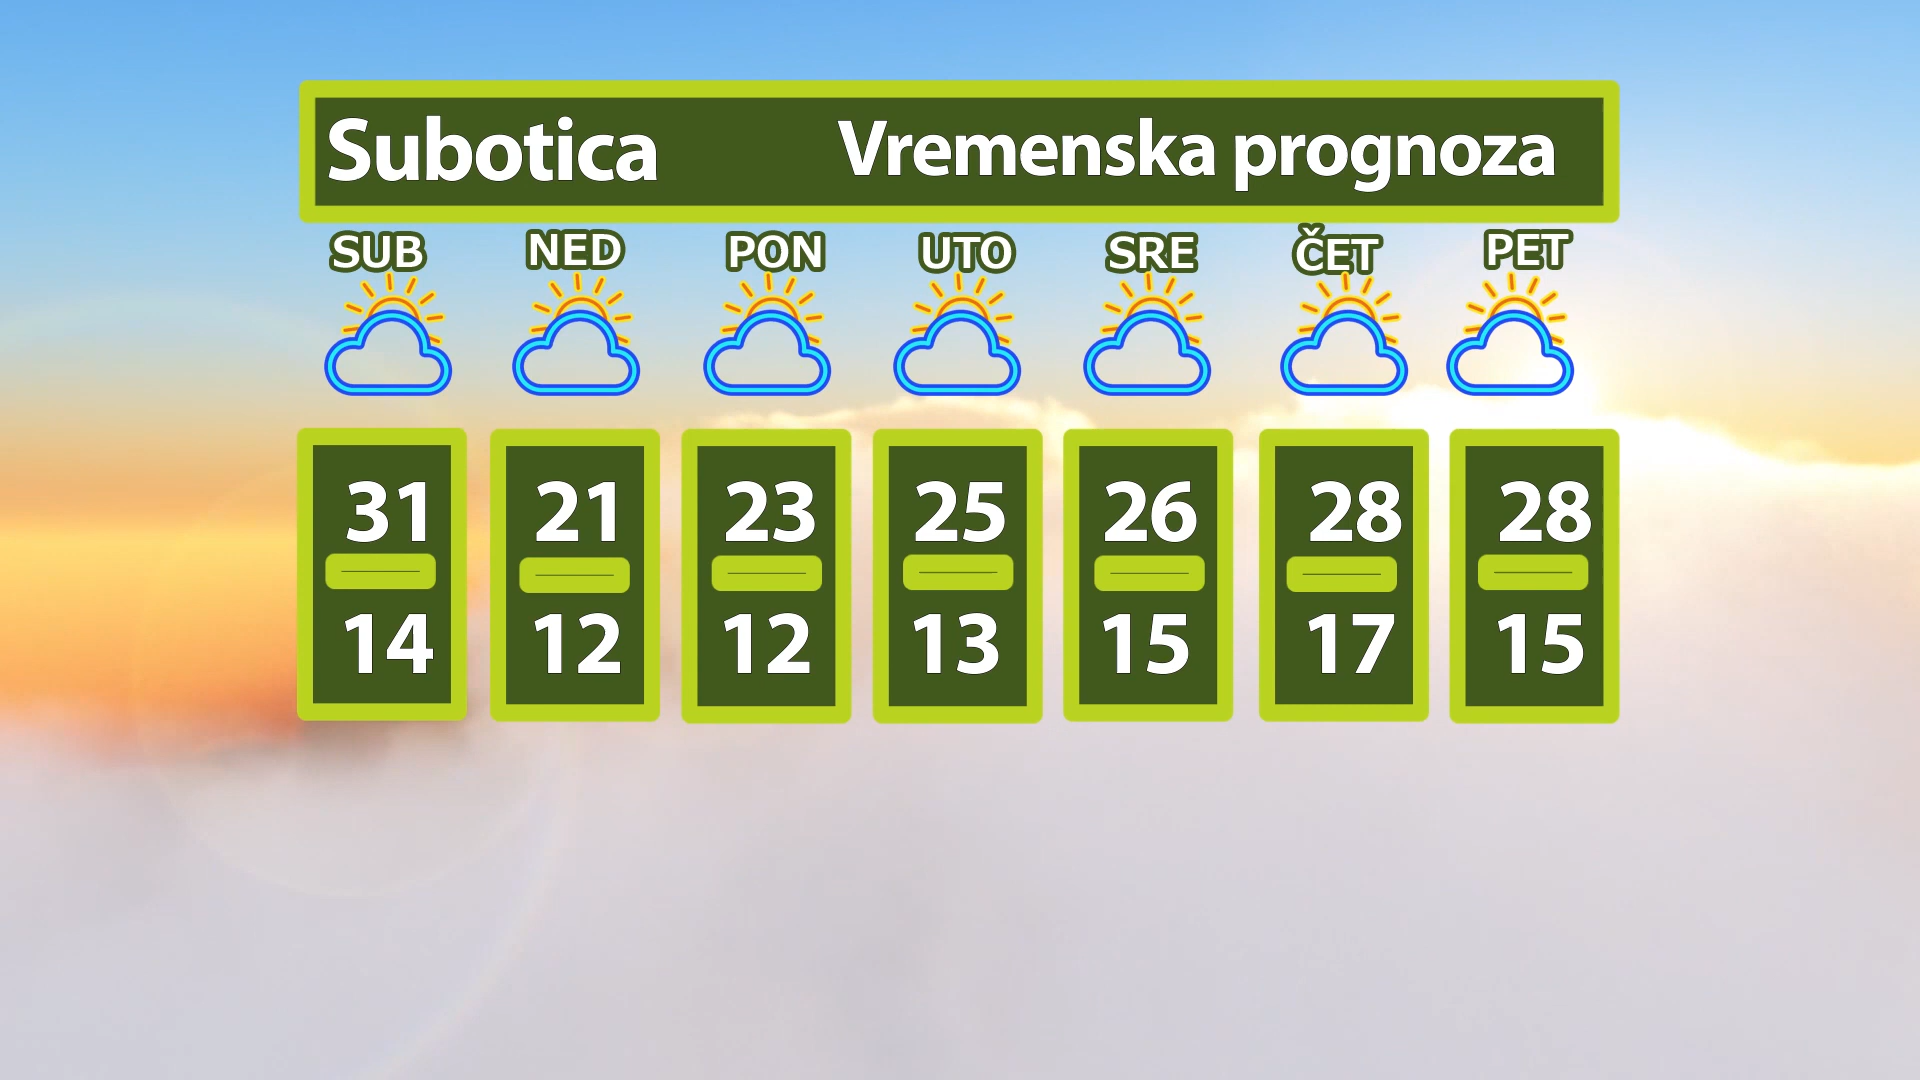 Subotica Vremenska prognoza
SUB NED PON UTO SRE ČET PET
31 21 23 25 26 28 28
14 12 12 13 15 17 15